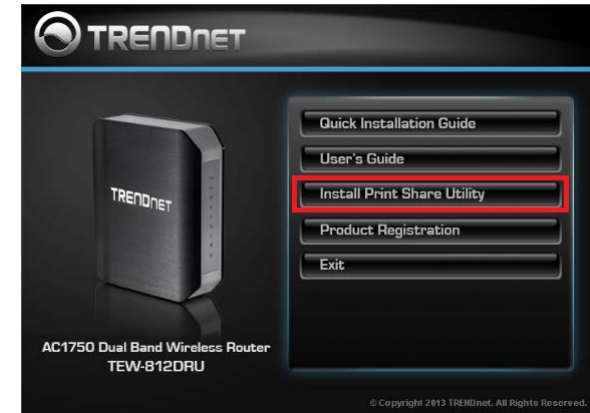 TRENDNET
Quick Installation Guide
User's Guide
TRENDNET
Install Print Share Utility
Product Registration
Exit
AC1750 Dual Band Wireless Router
TEW-812DRU
© Copyright 2013 TRENDnet. All Rights Reserved.